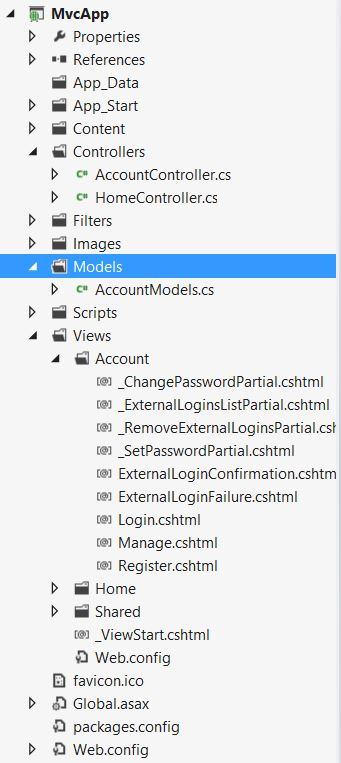 MvcApp
Properties
References
App_Data
App_Start
Content
Controllers
C# AccountController.cs
C# HomeController.cs
Filters
Images
Models
C# AccountModels.cs
Scripts
Views
Account
[@] _ChangePasswordPartial.cshtml
[@] _ExternalLoginsListPartial.cshtml
[@] _RemoveExternalLoginsPartial.csh
[@] _SetPasswordPartial.cshtml
[@] ExternalLoginConfirmation.cshtm
[@] ExternalLoginFailure.cshtml
[@] Login.cshtml
[@] Manage.cshtml
[@] Register.cshtml
Home
Shared
[@] _ViewStart.cshtml
Web.config
favicon.ico
Global.asax
packages.config
Web.config